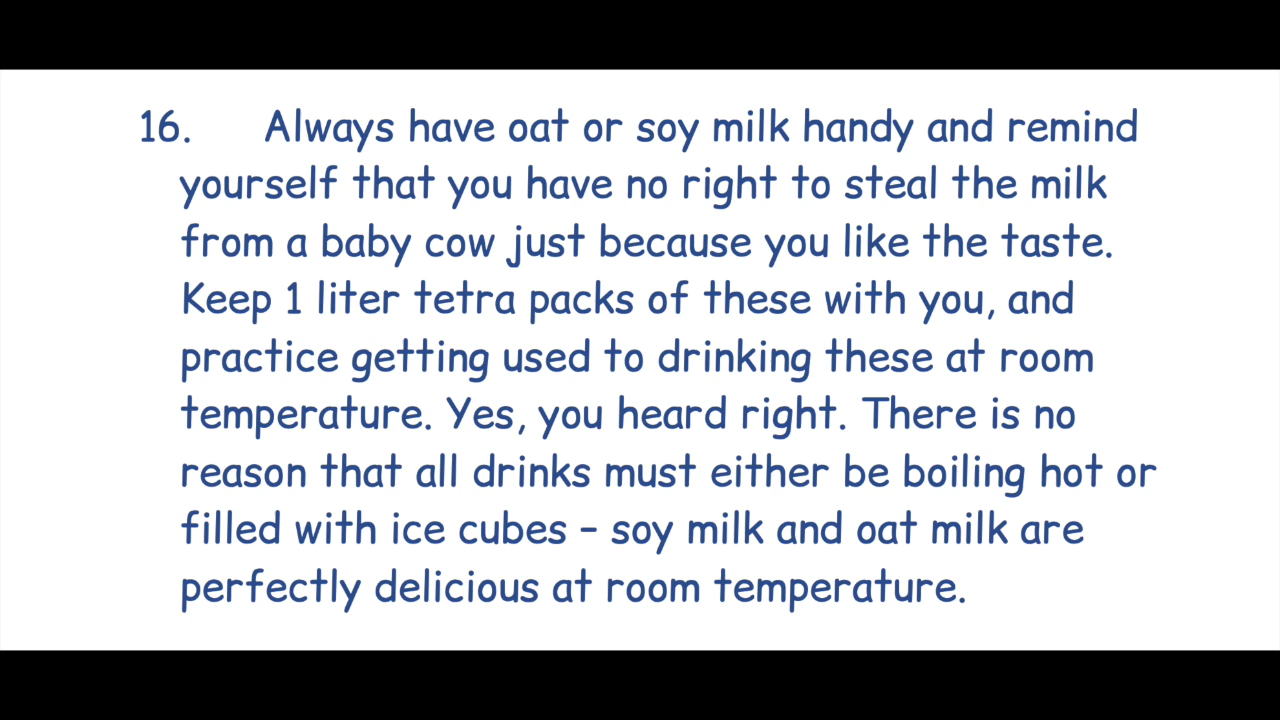 16. Always have oat or soy milk handy and remind
yourself that you have no right to steal the milk
from a baby cow just because you like the taste.
Keep 1 liter tetra packs of these with you, and
practice getting used to drinking these at room
temperature. Yes, you heard right. There is no
reason that all drinks must either be boiling hot or
filled with ice cubes – soy milk and oat milk are
perfectly delicious at room temperature.